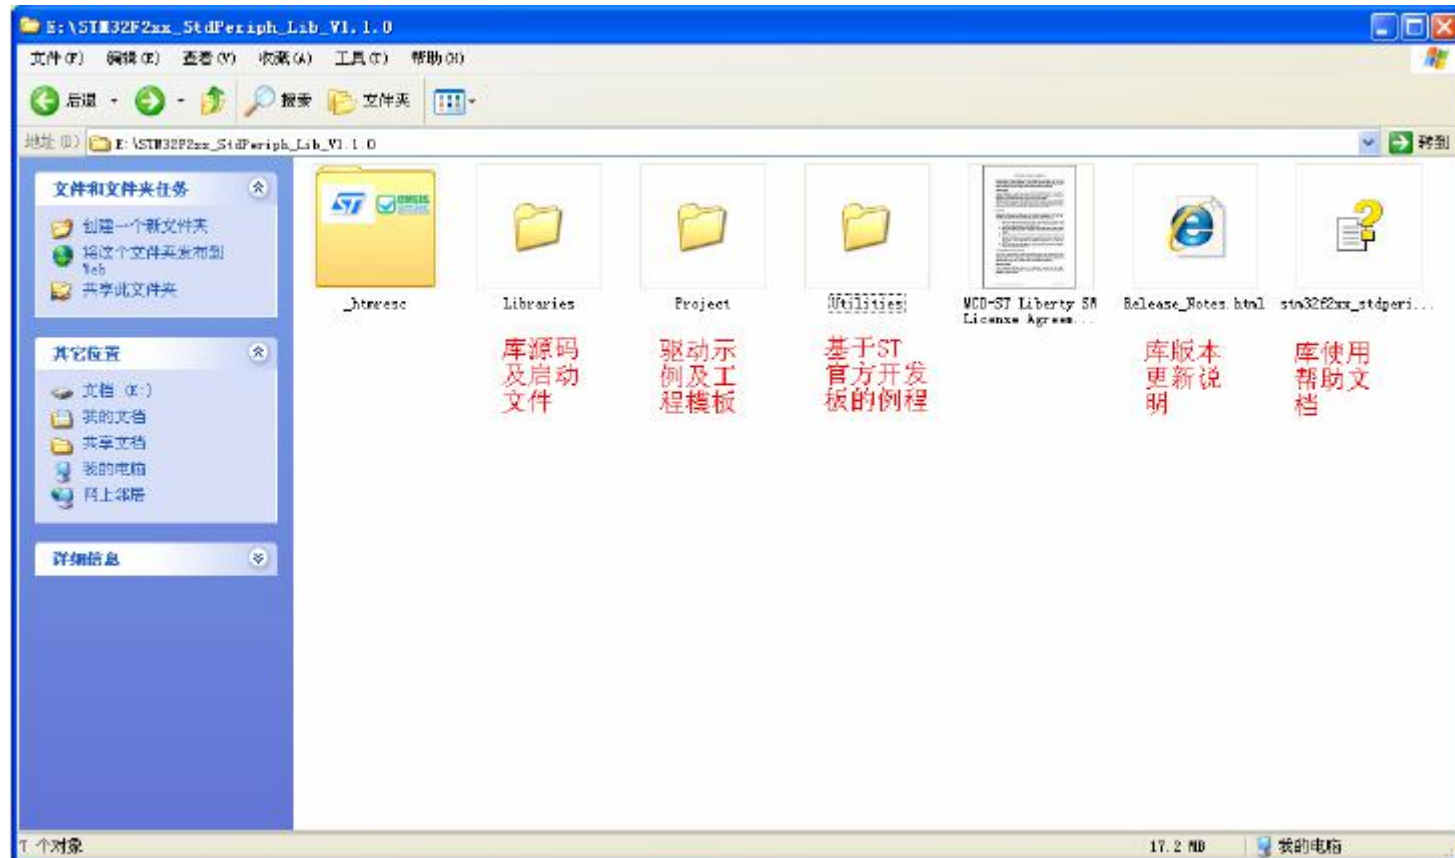 E:\STM32F2xx_StdPeriph_Lib_V1.1.0
文件(F) 编辑(E) 查看(V) 收藏(A) 工具(T) 帮助(H)
后退 搜索 文件夹
地址(D) E:\STM32F2xx_StdPeriph_Lib_V1.1.0 转到
文件和文件夹任务
创建一个新文件夹
将这个文件夹发布到
Web
共享此文件夹
其它位置
文档 (E:)
我的文档
共享文档
我的电脑
网上邻居
详细信息
ST CMSIS
_htmresc
Libraries
库源码
及启动
文件
Project
驱动示
例及工
程模板
Utilities
基于ST
官方开发
板的例程
MCD-ST Liberty SW
License Agreem...
Release_Notes.html
库版本
更新说
明
stm32f2xx_stdperi...
库使用
帮助文
档
7 个对象
17.2 MB
我的电脑